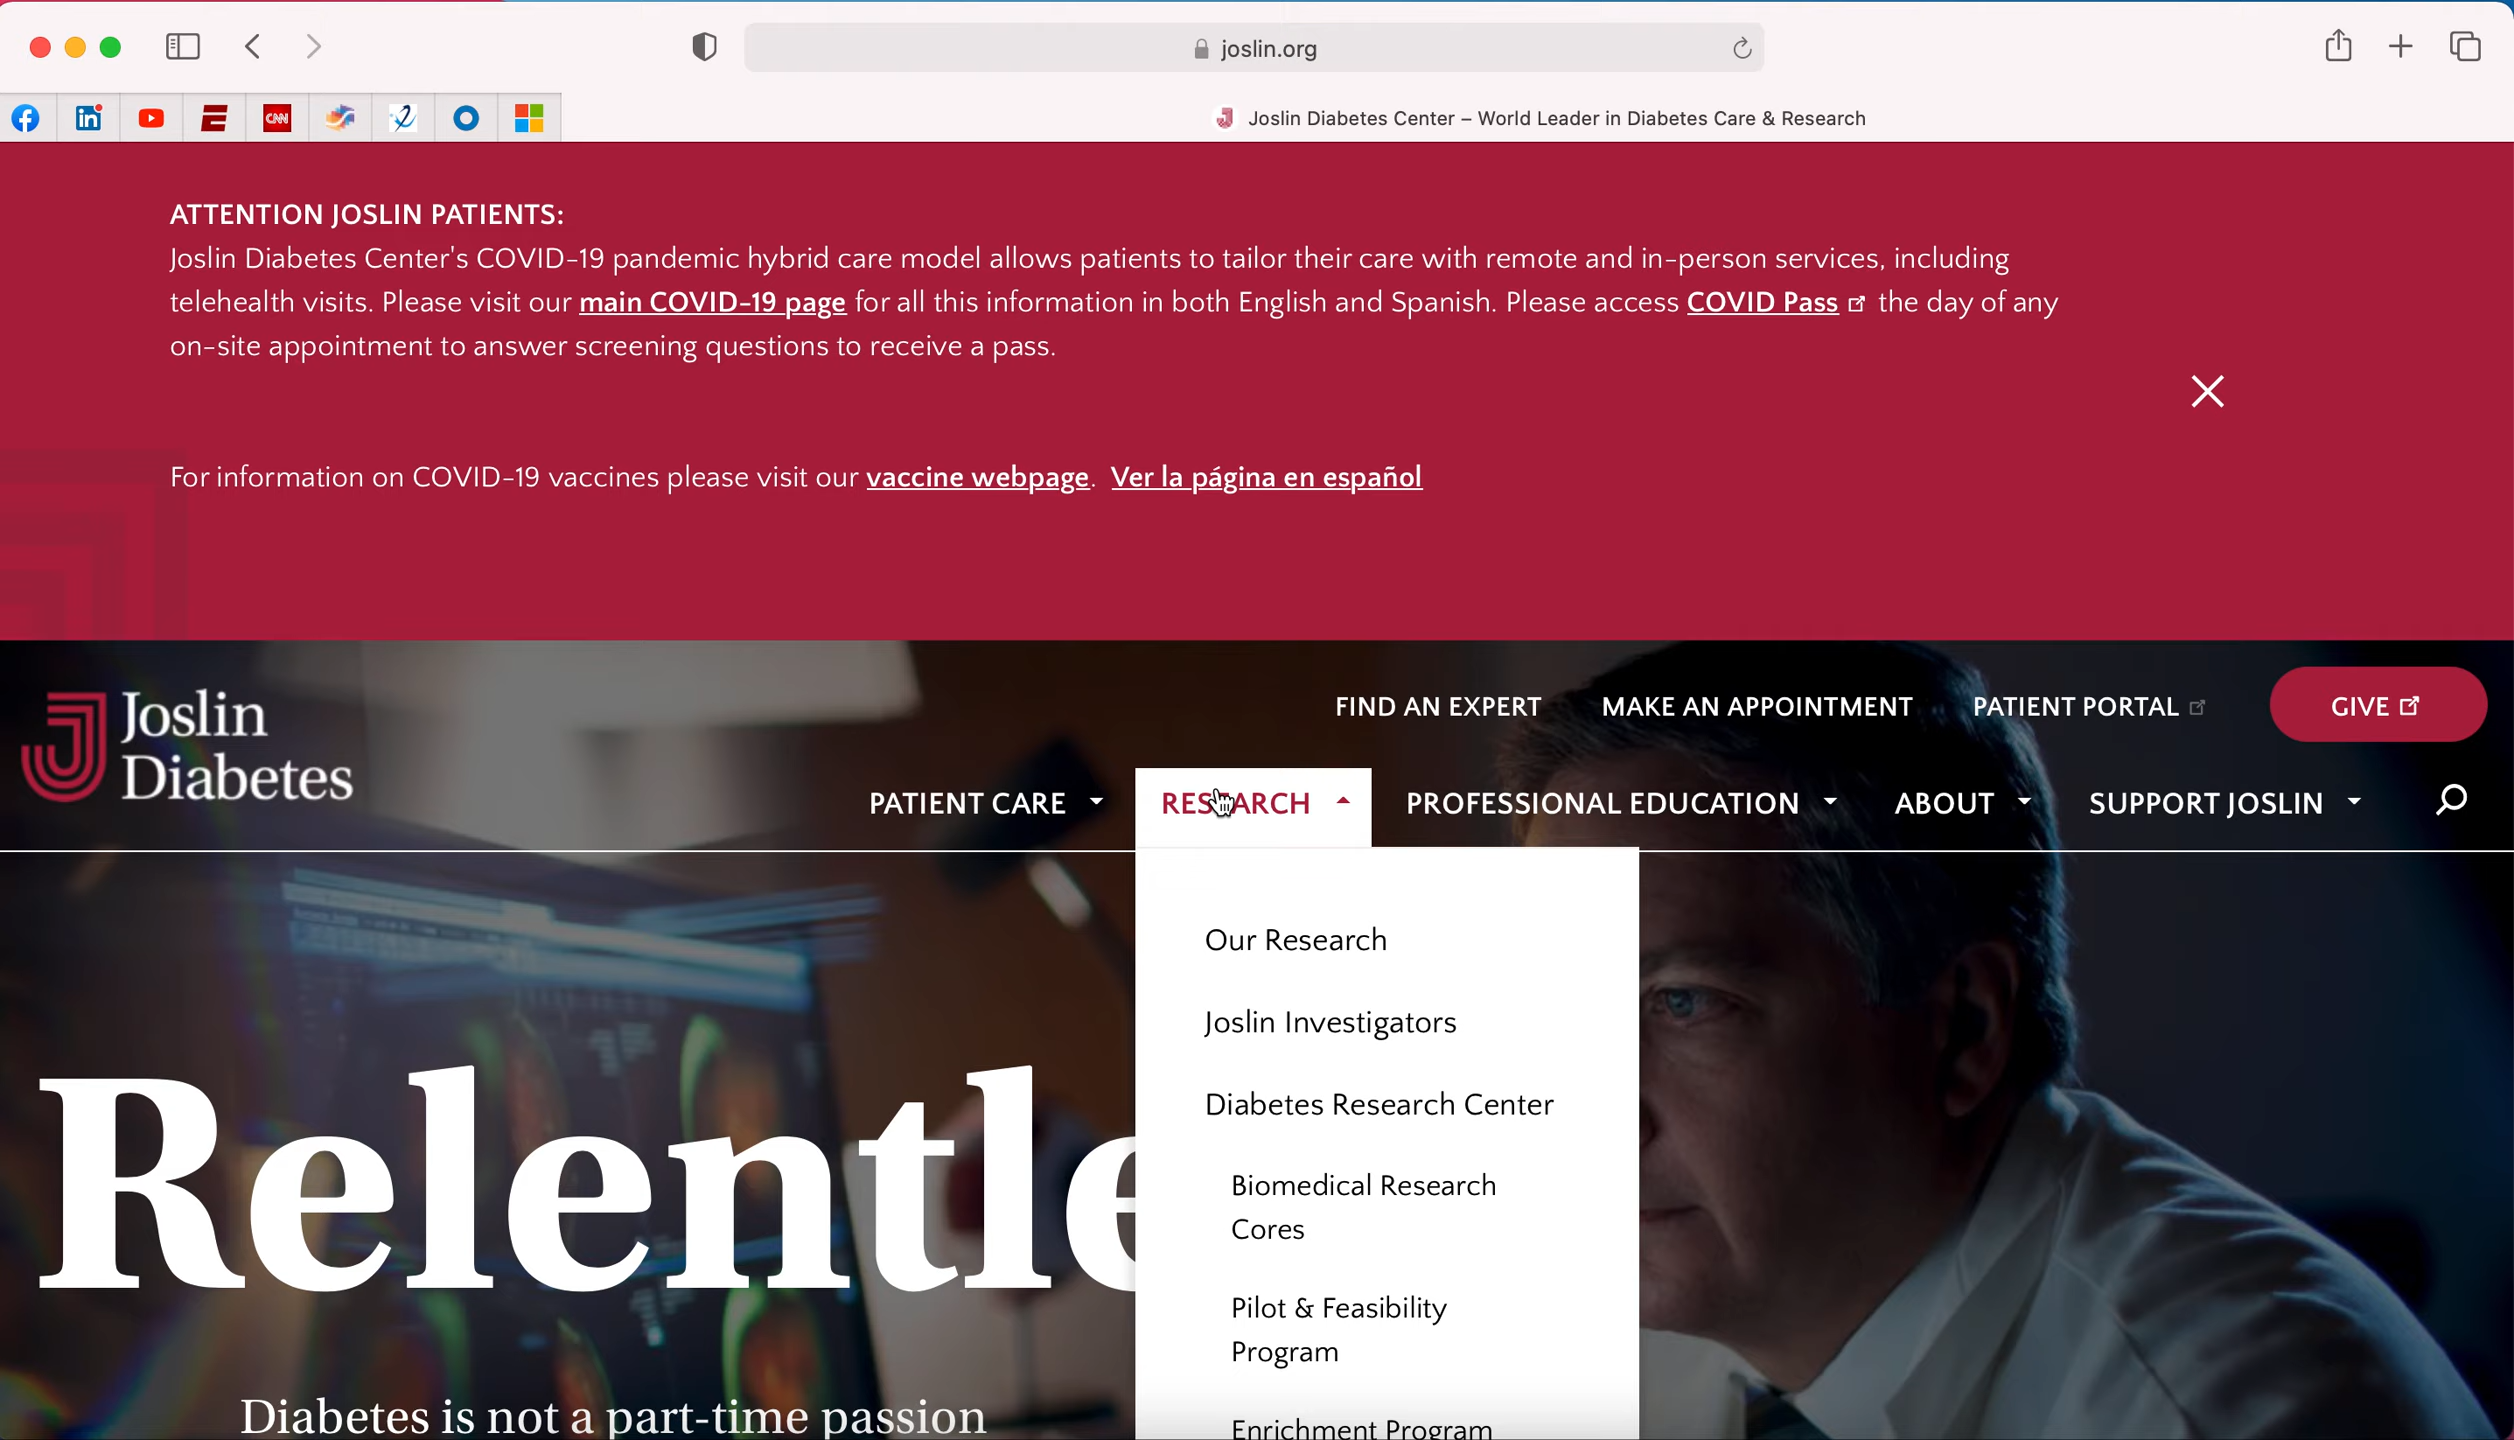 joslin.org
CNN
Joslin Diabetes Center – World Leader in Diabetes Care & Research
ATTENTION JOSLIN PATIENTS:
Joslin Diabetes Center's COVID-19 pandemic hybrid care model allows patients to tailor their care with remote and in-person services, including
telehealth visits. Please visit our main COVID-19 page for all this information in both English and Spanish. Please access COVID Pass the day of any
on-site appointment to answer screening questions to receive a pass.
For information on COVID-19 vaccines please visit our vaccine webpage. Ver la página en español
Joslin
Diabetes
FIND AN EXPERT MAKE AN APPOINTMENT PATIENT PORTAL GIVE
PATIENT CARE RESEARCH PROFESSIONAL EDUCATION ABOUT SUPPORT JOSLIN
Our Research
Joslin Investigators
Diabetes Research Center
Biomedical Research
Cores
Pilot & Feasibility
Program
Enrichment Program
Relentle
Diabetes is not a part-time passion